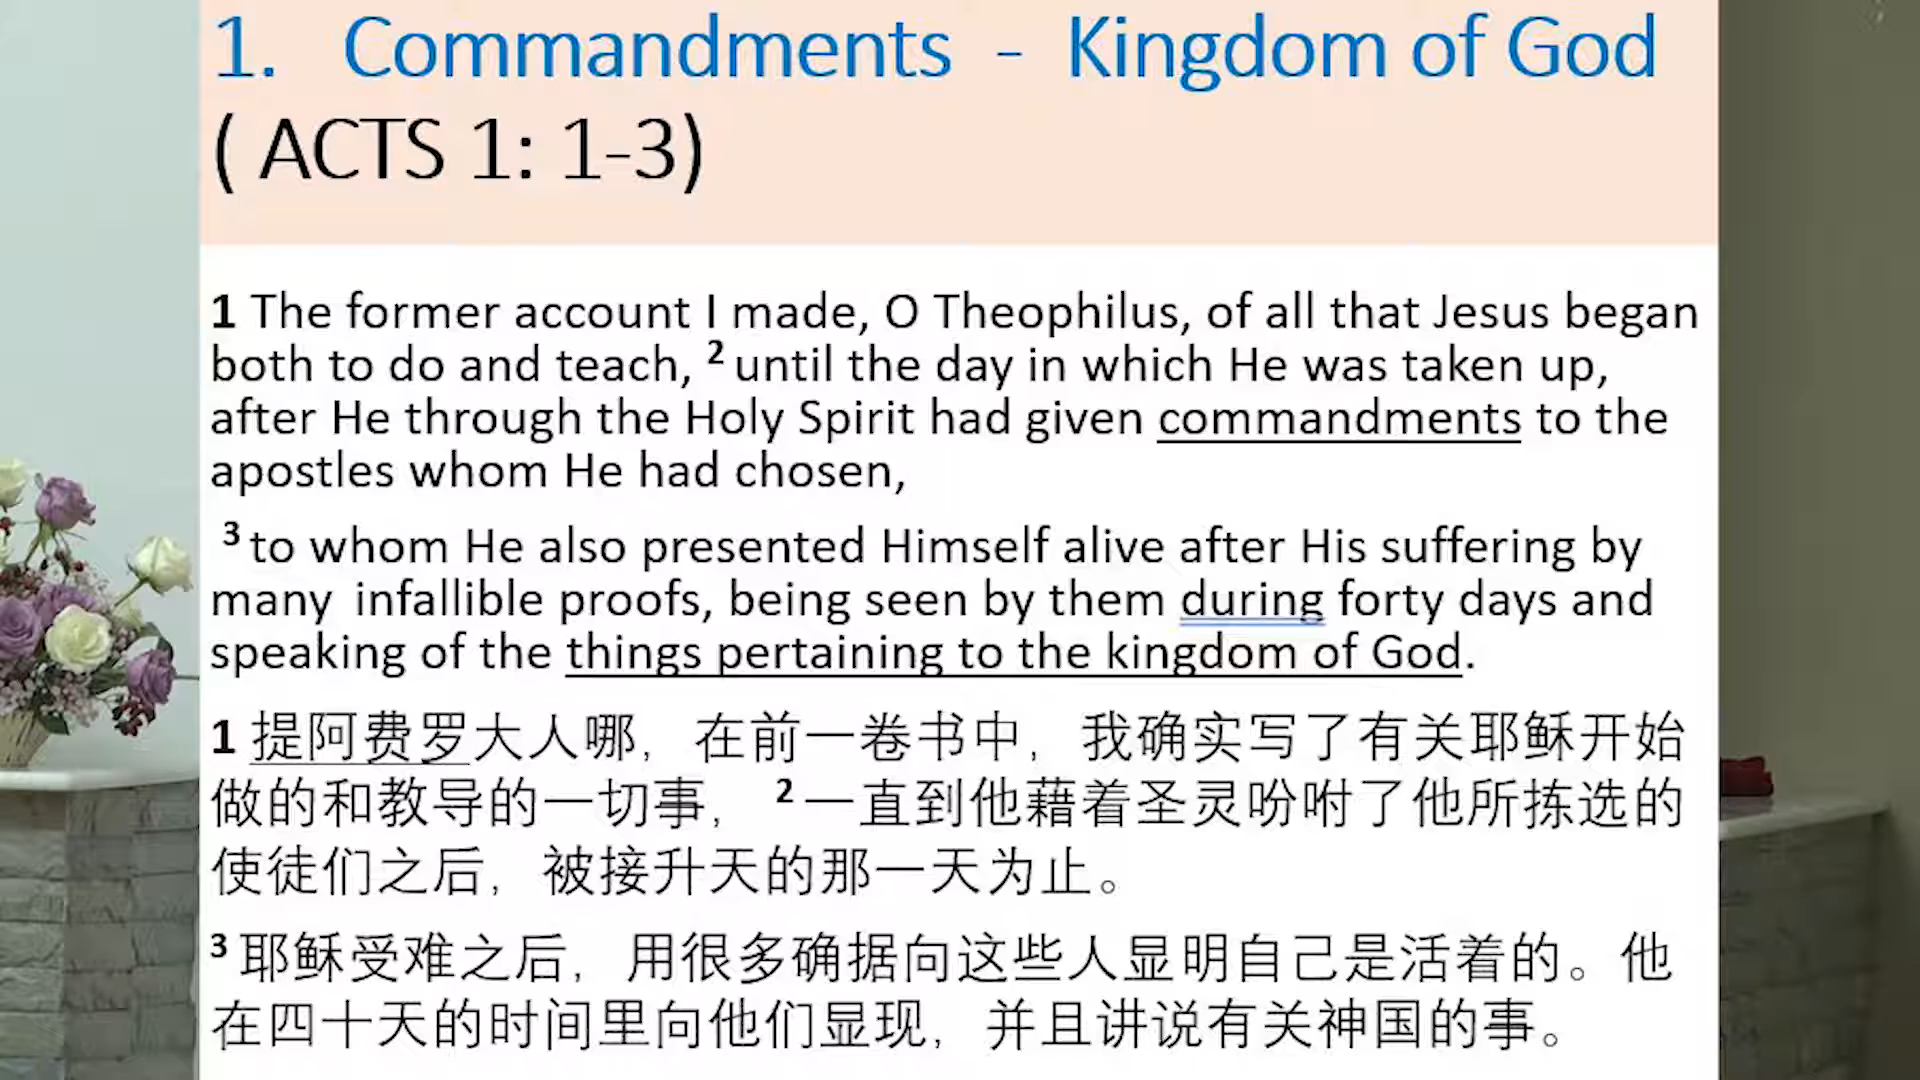 1. Commandments - Kingdom of God
( ACTS 1: 1-3)
1 The former account I made, O Theophilus, of all that Jesus began
both to do and teach, 2 until the day in which He was taken up,
after He through the Holy Spirit had given commandments to the
apostles whom He had chosen,
3 to whom He also presented Himself alive after His suffering by
many infallible proofs, being seen by them during forty days and
speaking of the things pertaining to the kingdom of God.
1 提阿费罗大人哪，在前一卷书中，我确实写了有关耶稣开始
做的和教导的一切事，2 一直到他藉着圣灵吩咐了他所拣选的
使徒们之后，被接升天的那一天为止。
3 耶稣受难之后，用很多确据向这些人显明自己是活着的。他
在四十天的时间里向他们显现，并且讲说有关神国的事。